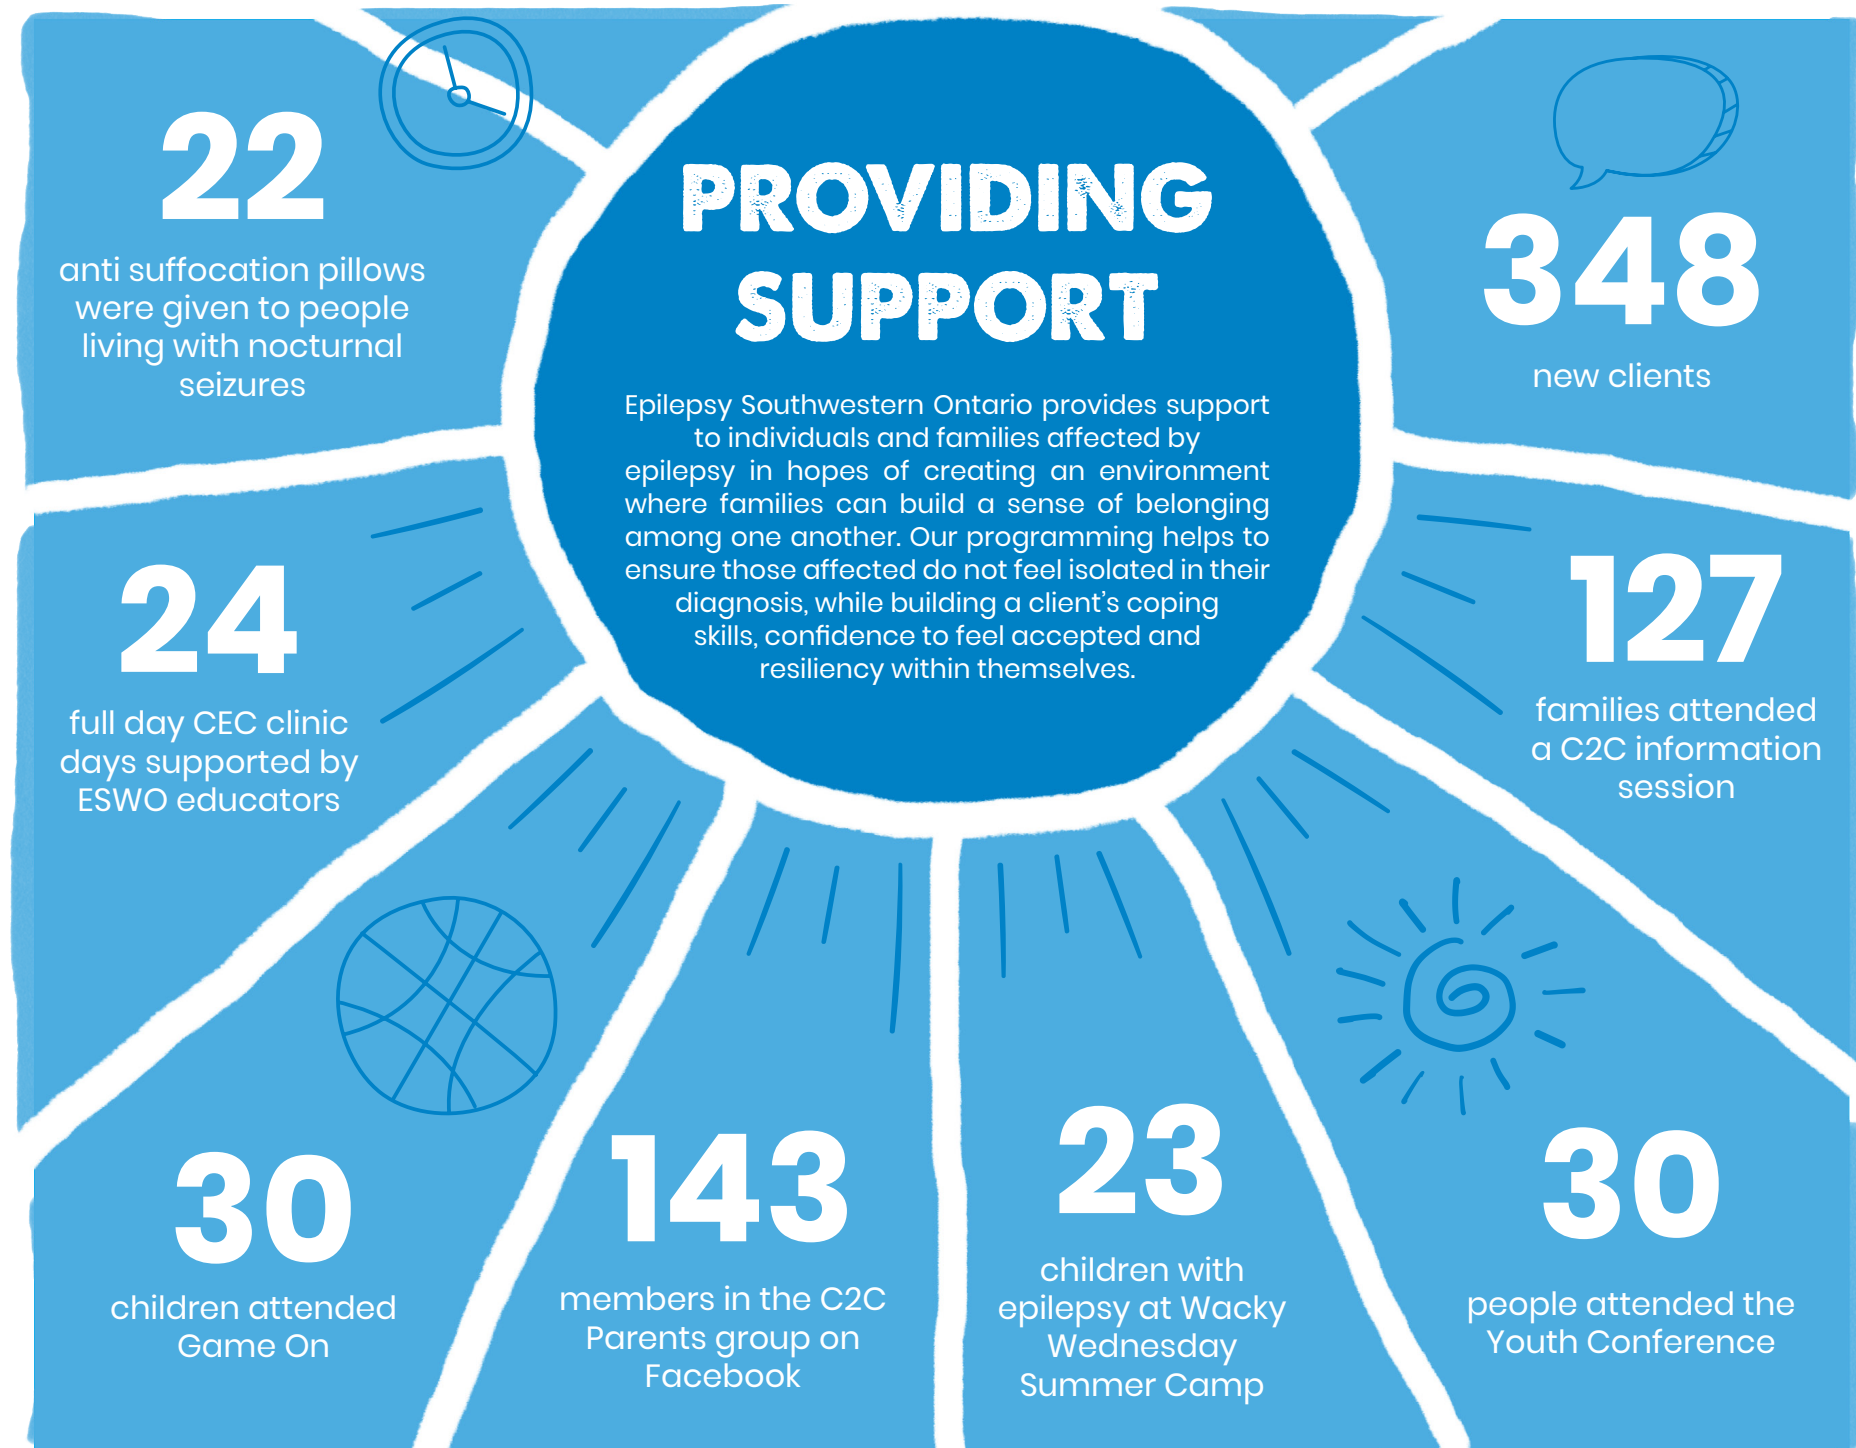 PROVIDING
SUPPORT
Epilepsy Southwestern Ontario provides support
to individuals and families affected by
epilepsy in hopes of creating an environment
where families can build a sense of belonging
among one another. Our programming helps to
ensure those affected do not feel isolated in their
diagnosis, while building a client’s coping
skills, confidence to feel accepted and
resiliency within themselves.
22
anti suffocation pillows
were given to people
living with nocturnal
seizures
24
full day CEC clinic
days supported by
ESWO educators
30
children attended
Game On
143
members in the C2C
Parents group on
Facebook
23
children with
epilepsy at Wacky
Wednesday
Summer Camp
30
people attended the
Youth Conference
127
families attended
a C2C information
session
348
new clients